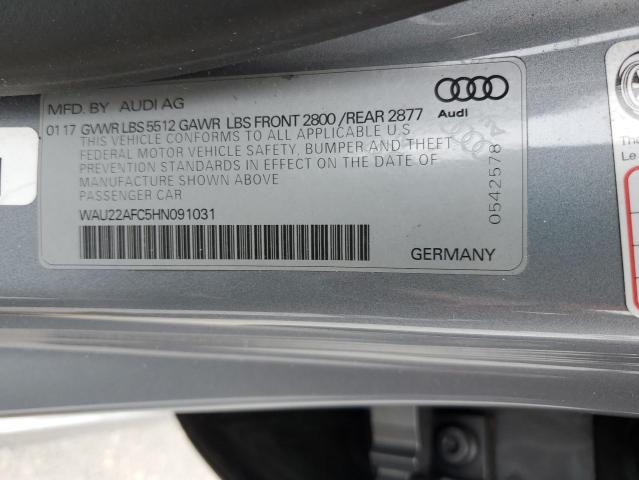 MFD. BY AUDI AG
01 17 GVWR LBS 5512 GAWR LBS FRONT 2800 / REAR 2877
THIS VEHICLE CONFORMS TO ALL APPLICABLE U.S
FEDERAL MOTOR VEHICLE SAFETY, BUMPER AND THEFT
PREVENTION STANDARDS IN EFFECT ON THE DATE OF
MANUFACTURE SHOWN ABOVE
PASSENGER CAR
WAU22AFC5HN091031
GERMANY
Audi
0542578
The
Le